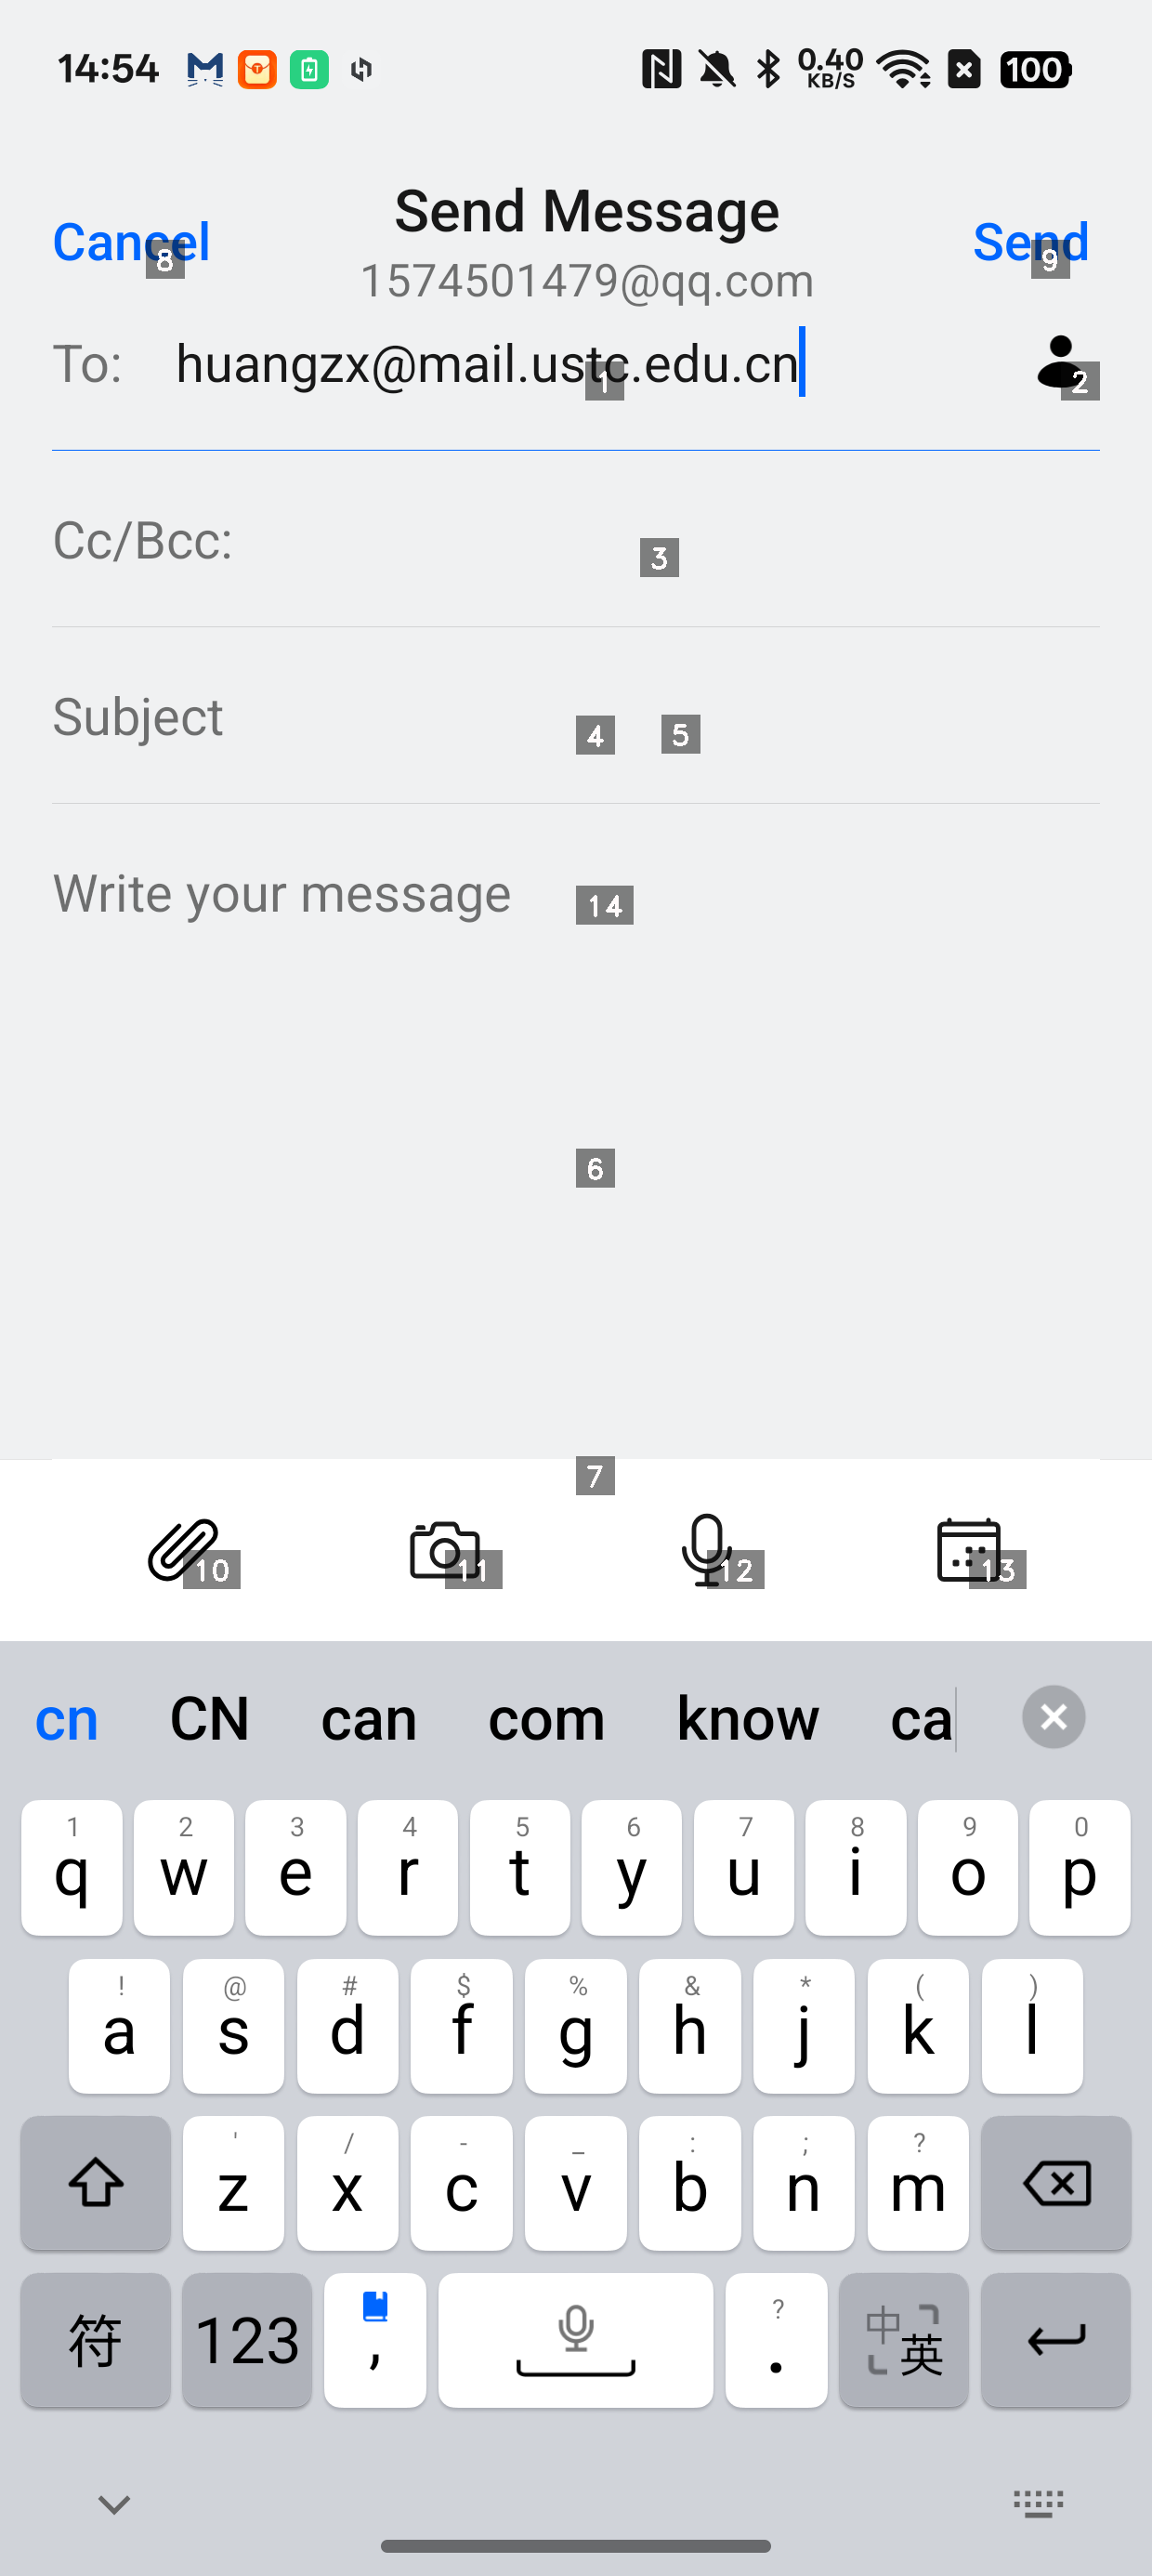 14:54 0.40 KB/S 100
Cancel Send Message Send
1574501479@qq.com
8 9
To: huangzx@mail.ustc.edu.cn
1 2
Cc/Bcc:
3
Subject
4 5
Write your message 14
6
7
10 11 12 13
cn CN can com know ca
1 2 3 4 5 6 7 8 9 0
q w e r t y u i o p
! @ # $ % & * ( )
a s d f g h j k l
' / - _ : ; ?
z x c v b n m
符 123 , ? . 中 英